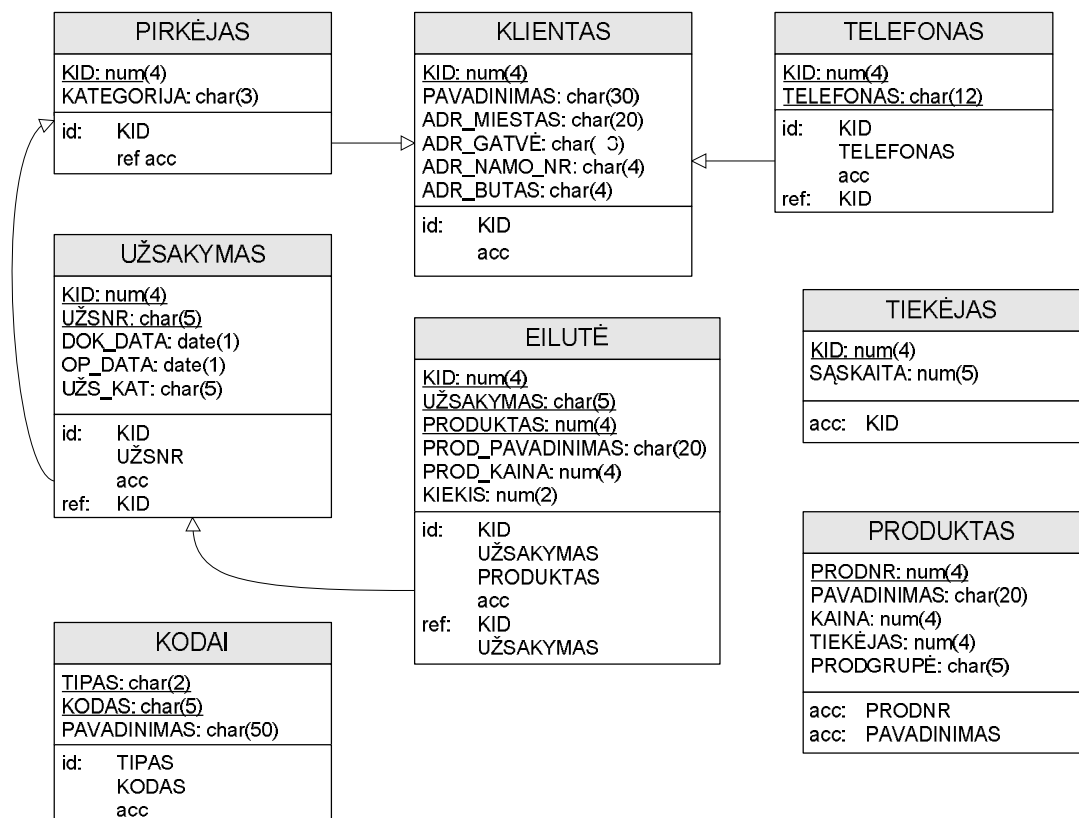 PIRKĖJAS
KID: num(4)
KATEGORIJA: char(3)
id: KID
ref acc
KLIENTAS
KID: num(4)
PAVADINIMAS: char(30)
ADR_MIESTAS: char(20)
ADR_GATVĖ:
ADR_NAMO_NR: char(4)
ADR_BUTAS: char(4)
id: KID
acc
TELEFONAS
KID: num(4)
TELEFONAS: char(12)
id: KID
TELEFONAS
acc
ref: KID
UŽSAKYMAS
KID: num(4)
UŽSNR: char(5)
DOK_DATA: date(1)
OP_DATA: date(1)
UŽS_KAT: char(5)
id: KID
UŽSNR
acc
ref: KID
EILUTĖ
KID: num(4)
UŽSAKYMAS: char(5)
PRODUKTAS: num(4)
PROD_PAVADINIMAS: char(20)
PROD_KAINA: num(4)
KIEKIS: num(2)
id: KID
UŽSAKYMAS
PRODUKTAS
acc
ref: KID
UŽSAKYMAS
TIEKĖJAS
KID: num(4)
SĄSKAITA: num(5)
acc: KID
KODAI
TIPAS: char(2)
KODAS: char(5)
PAVADINIMAS: char(50)
id: TIPAS
KODAS
acc
PRODUKTAS
PRODNR: num(4)
PAVADINIMAS: char(20)
KAINA: num(4)
TIEKĖJAS: num(4)
PRODGRUPĖ: char(5)
acc: PRODNR
acc: PAVADINIMAS